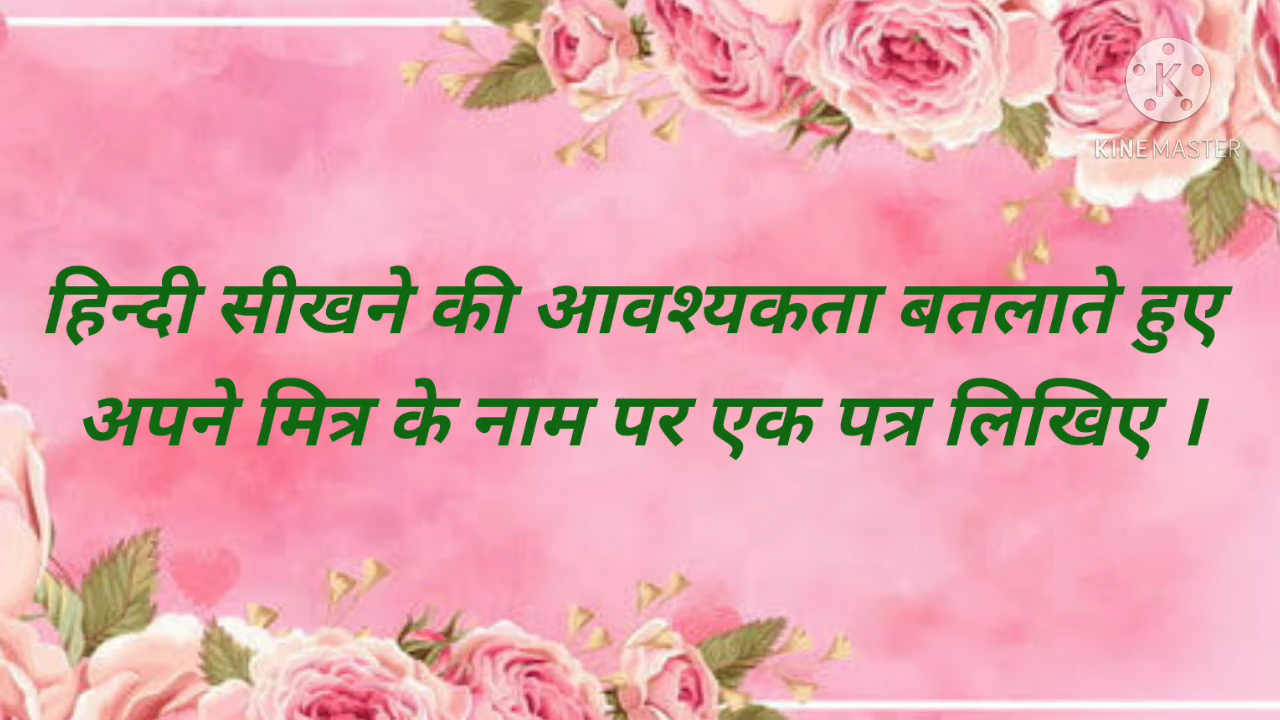 K
KINEMASTER
हिन्दी सीखने की आवश्यकता बतलाते हुए
अपने मित्र के नाम पर एक पत्र लिखिए ।